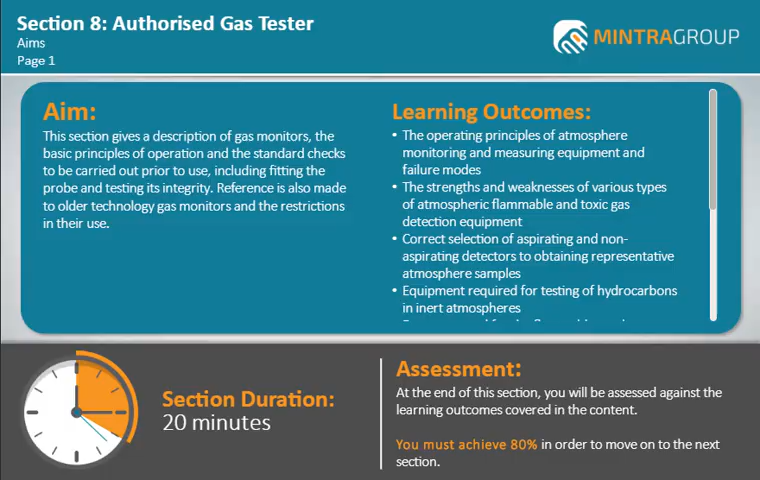 Section 8: Authorised Gas Tester
Aims
Page 1
MINTRAGROUP
Aim:
This section gives a description of gas monitors, the
basic principles of operation and the standard checks
to be carried out prior to use, including fitting the
probe and testing its integrity. Reference is also made
to older technology gas monitors and the restrictions
in their use.
Learning Outcomes:
• The operating principles of atmosphere
monitoring and measuring equipment and
failure modes
• The strengths and weaknesses of various types
of atmospheric flammable and toxic gas
detection equipment
• Correct selection of aspirating and non-
aspirating detectors to obtaining representative
atmosphere samples
• Equipment required for testing of hydrocarbons
in inert atmospheres
Section Duration:
20 minutes
Assessment:
At the end of this section, you will be assessed against the
learning outcomes covered in the content.
You must achieve 80% in order to move on to the next
section.